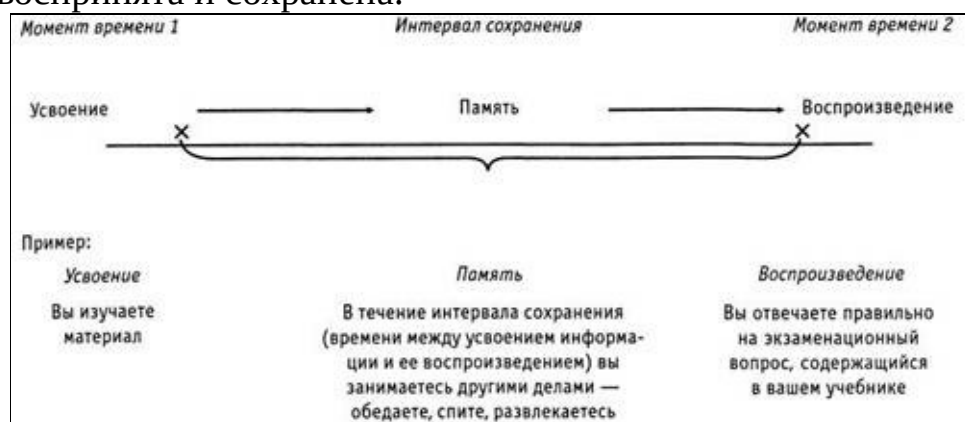 воспринята и сохранена.
Момент времени 1 Интервал сохранения Момент времени 2
Усвоение Память Воспроизведение
Пример:
Усвоение Память Воспроизведение
Вы изучаете В течение интервала сохранения Вы отвечаете правильно
материал (времени между усвоением информа- на экзаменационный
ции и ее воспроизведением) вы вопрос, содержащийся
занимаетесь другими делами — в вашем учебнике
обедаете, спите, развлекаетесь